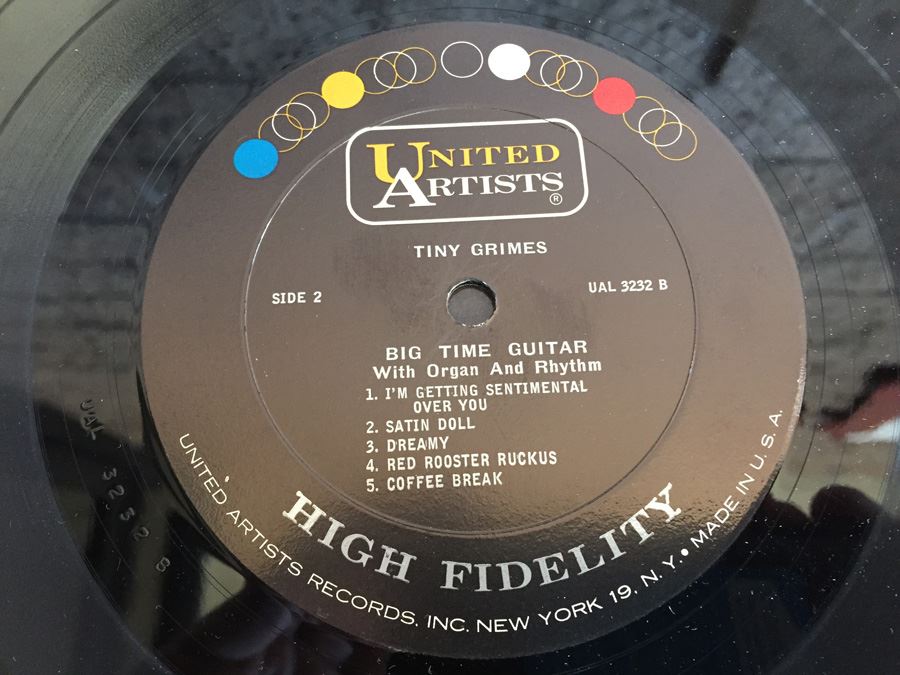 UNITED
ARTISTS®
TINY GRIMES
SIDE 2
UAL 3232 B
BIG TIME GUITAR
With Organ And Rhythm
1. I'M GETTING SENTIMENTAL
OVER YOU
2. SATIN DOLL
3. DREAMY
4. RED ROOSTER RUCKUS
5. COFFEE BREAK
HIGH FIDELITY
UNITED ARTISTS RECORDS, INC. NEW YORK 19, N. Y. • MADE IN U. S. A.
UAL 3232 B